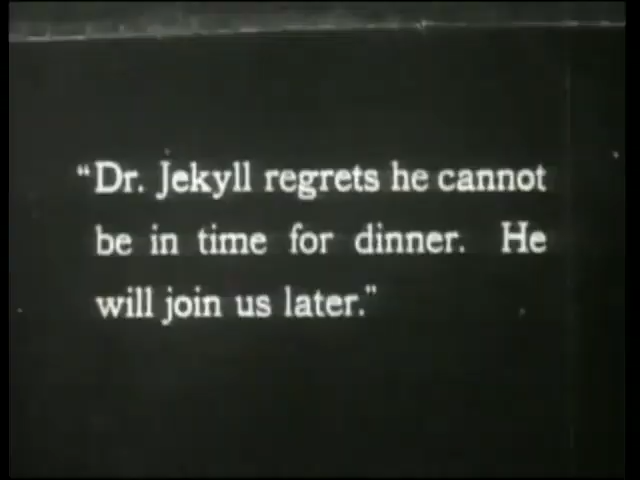 “Dr. Jekyll regrets he cannot
be in time for dinner. He
will join us later.”